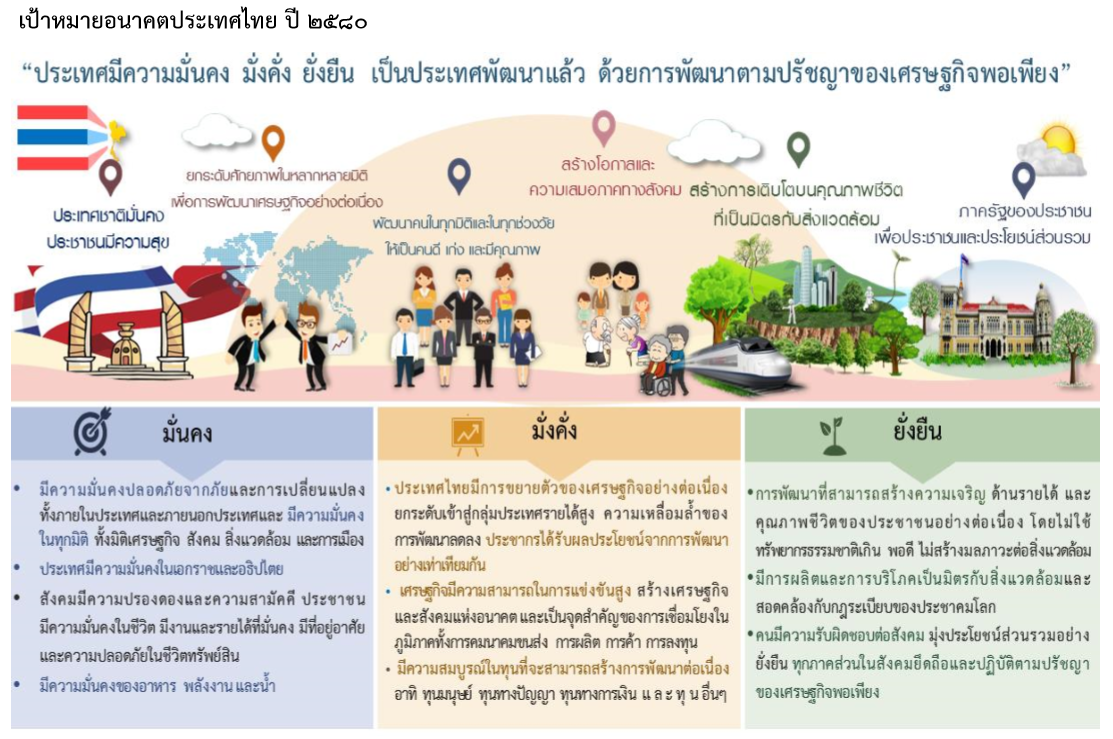 เป้าหมายอนาคตประเทศไทย ปี ๒๕๘๐
“ประเทศมีความมั่นคง มั่งคั่ง ยั่งยืน เป็นประเทศพัฒนาแล้ว ด้วยการพัฒนาตามปรัชญาของเศรษฐกิจพอเพียง”
ประเทศชาติมั่นคง
ประชาชนมีความสุข
ยกระดับศักยภาพในหลากหลายมิติ
เพื่อการพัฒนาเศรษฐกิจอย่างต่อเนื่อง
พัฒนาคนในทุกมิติและในทุกช่วงวัย
ให้เป็นคนดี เก่ง และมีคุณภาพ
สร้างโอกาสและ
ความเสมอภาคทางสังคม
สร้างการเติบโตบนคุณภาพชีวิต
ที่เป็นมิตรกับสิ่งแวดล้อม
ภาครัฐของประชาชน
เพื่อประชาชนและประโยชน์ส่วนรวม
มั่นคง
• มีความมั่นคงปลอดภัยจากภัยและการเปลี่ยนแปลง
ทั้งภายในประเทศและภายนอกประเทศและ มีความมั่นคง
ในทุกมิติ ทั้งมิติเศรษฐกิจ สังคม สิ่งแวดล้อม และการเมือง
• ประเทศมีความมั่นคงในเอกราชและอธิปไตย
• สังคมมีความปรองดองและความสามัคคี ประชาชน
มีความมั่นคงในชีวิต มีงานและรายได้ที่มั่นคง มีที่อยู่อาศัย
และความปลอดภัยในชีวิตทรัพย์สิน
• มีความมั่นคงของอาหาร พลังงาน และน้ำ
มั่งคั่ง
• ประเทศไทยมีการขยายตัวของเศรษฐกิจอย่างต่อเนื่อง
ยกระดับเข้าสู่กลุ่มประเทศรายได้สูง ความเหลื่อมล้ำของ
การพัฒนาลดลง ประชากรได้รับผลประโยชน์จากการพัฒนา
อย่างเท่าเทียมกัน
• เศรษฐกิจมีความสามารถในการแข่งขันสูง สร้างเศรษฐกิจ
และสังคมแห่งอนาคต และเป็นจุดสำคัญของการเชื่อมโยงใน
ภูมิภาคทั้งการคมนาคมขนส่ง การผลิต การค้า การลงทุน
• มีความสมบูรณ์ในทุนที่จะสามารถสร้างการพัฒนาต่อเนื่อง
อาทิ ทุนมนุษย์ ทุนทางปัญญา ทุนทางการเงิน และทุนอื่นๆ
ยั่งยืน
• การพัฒนาที่สามารถสร้างความเจริญ ด้านรายได้ และ
คุณภาพชีวิตของประชาชนอย่างต่อเนื่อง โดยไม่ใช้
ทรัพยากรธรรมชาติเกิน พอดี ไม่สร้างมลภาวะต่อสิ่งแวดล้อม
• มีการผลิตและการบริโภคเป็นมิตรกับสิ่งแวดล้อมและ
สอดคล้องกับกฎระเบียบของประชาคมโลก
• คนมีความรับผิดชอบต่อสังคม มุ่งประโยชน์ส่วนรวมอย่าง
ยั่งยืน ทุกภาคส่วนในสังคมยึดถือและปฏิบัติตามปรัชญา
ของเศรษฐกิจพอเพียง